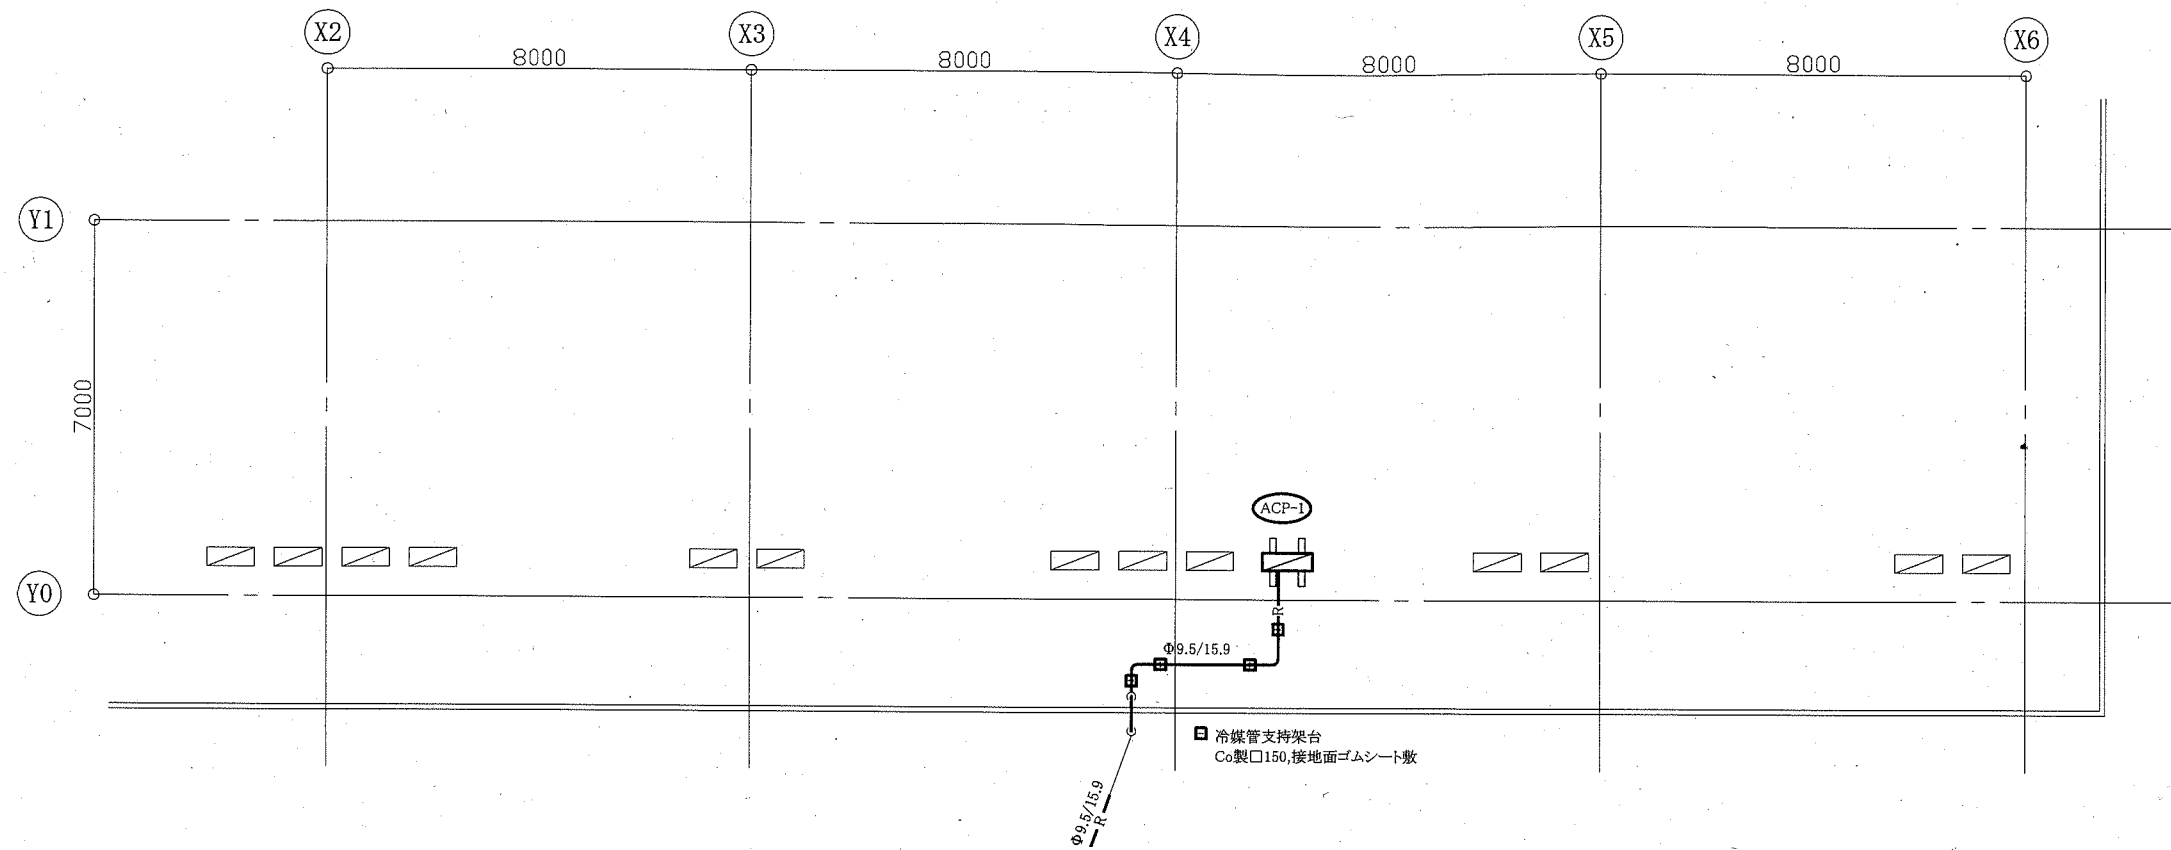 X2
X3
X4
X5
X6
8000
8000
8000
8000
Y1
7000
ACP-1
Y0
R
Φ9.5/15.9
冷媒管支持架台
Co製□150,接地面ゴムシート敷
Φ9.5/15.9
R